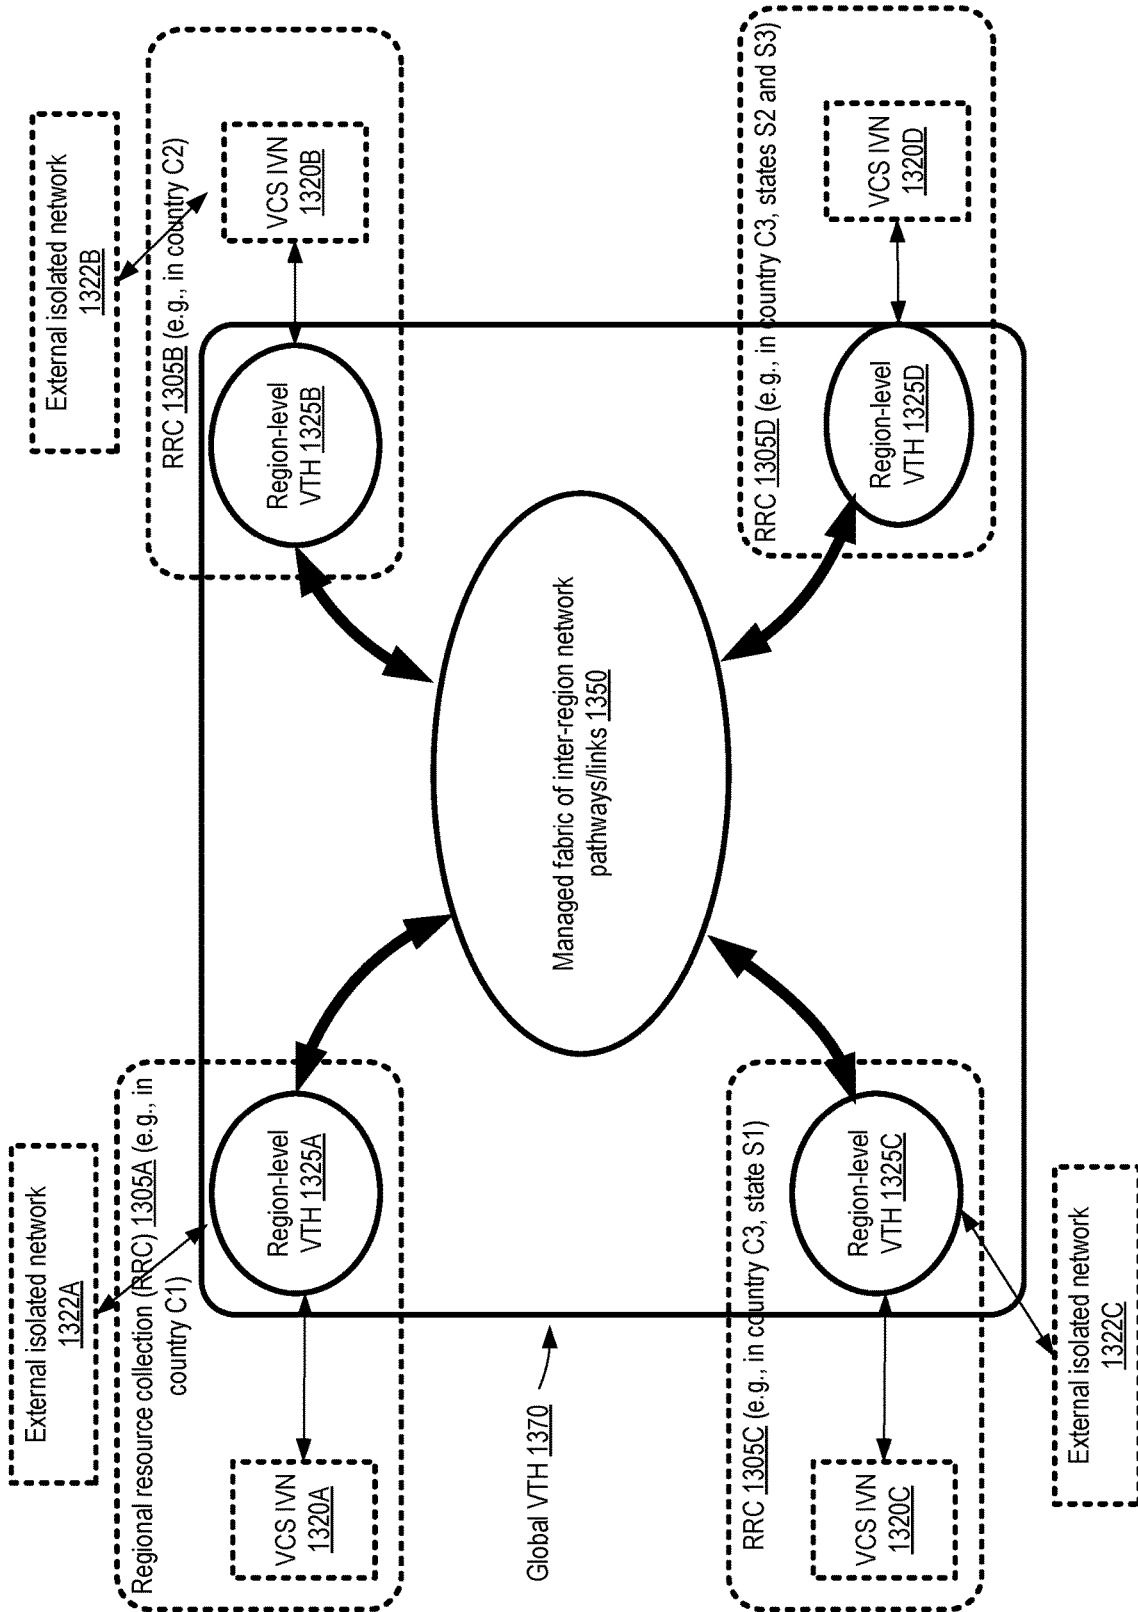 External isolated network
1322A
External isolated network
1322B
Regional resource collection (RRC) 1305A (e.g., in
country C1)
RRC 1305B (e.g., in country C2)
VCS IVN
1320A
Region-level
VTH 1325A
Region-level
VTH 1325B
VCS IVN
1320B
Global VTH 1370
Managed fabric of inter-region network
pathways/links 1350
RRC 1305C (e.g., in country C3, state S1)
RRC 1305D (e.g., in country C3, states S2 and S3)
VCS IVN
1320C
Region-level
VTH 1325C
Region-level
VTH 1325D
VCS IVN
1320D
External isolated network
1322C